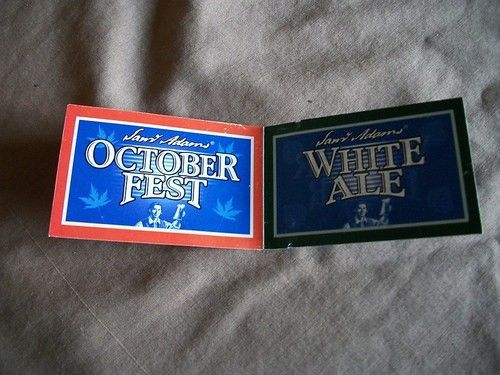 Sam Adams®
OCTOBER
FEST
Sam Adams®
WHITE
ALE